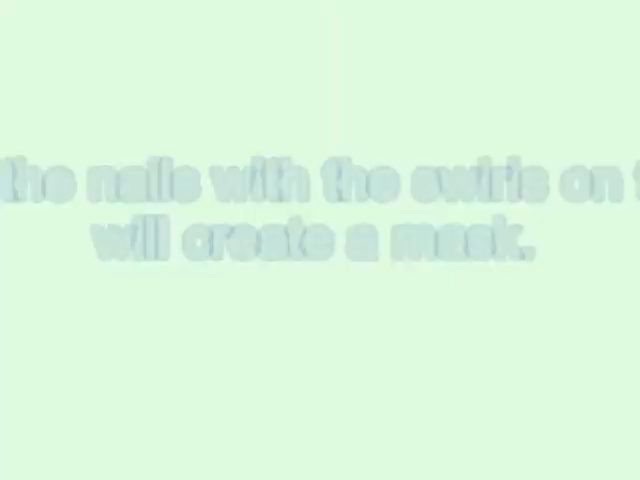 the nails with the swirls on
will create a mask.